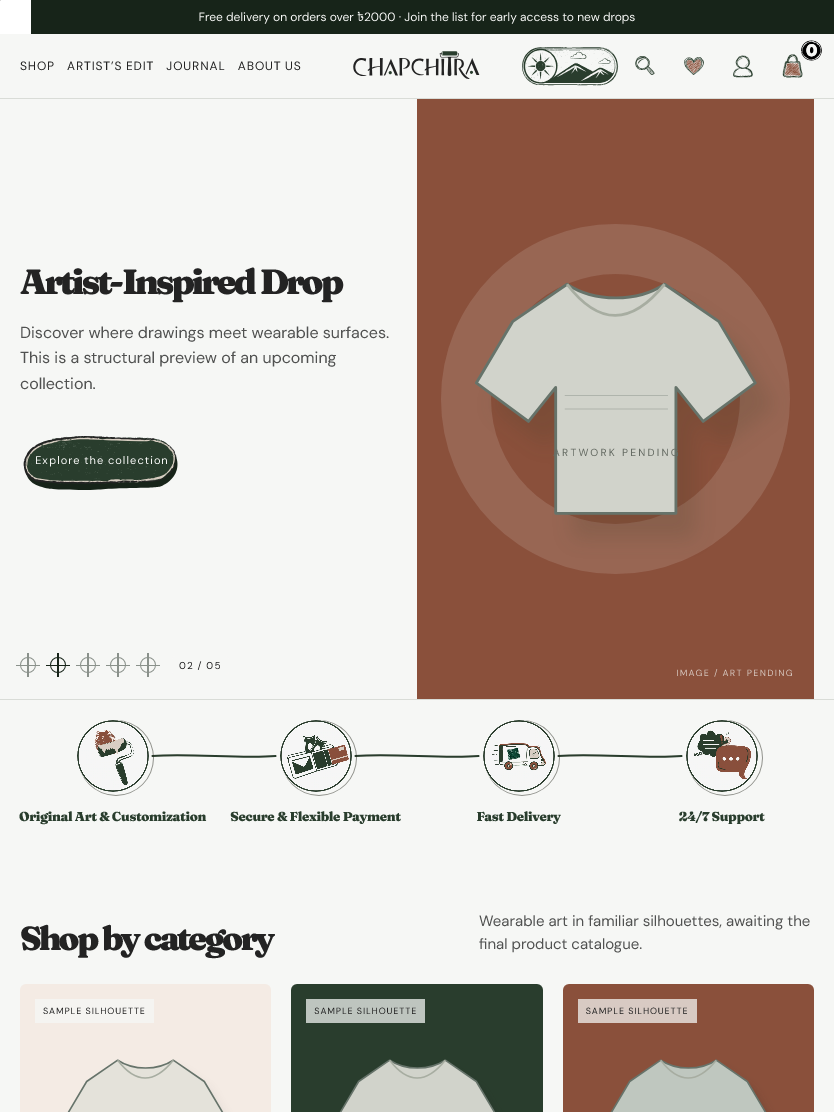 Free delivery on orders over ৳2000 · Join the list for early access to new drops
SHOP ARTIST’S EDIT JOURNAL ABOUT US
CHAPCHITRA
0
Artist-Inspired Drop
Discover where drawings meet wearable surfaces.
This is a structural preview of an upcoming
collection.
Explore the collection
ARTWORK PENDING
02 / 05
IMAGE / ART PENDING
Original Art & Customization
Secure & Flexible Payment
Fast Delivery
24/7 Support
Shop by category
Wearable art in familiar silhouettes, awaiting the
final product catalogue.
SAMPLE SILHOUETTE
SAMPLE SILHOUETTE
SAMPLE SILHOUETTE